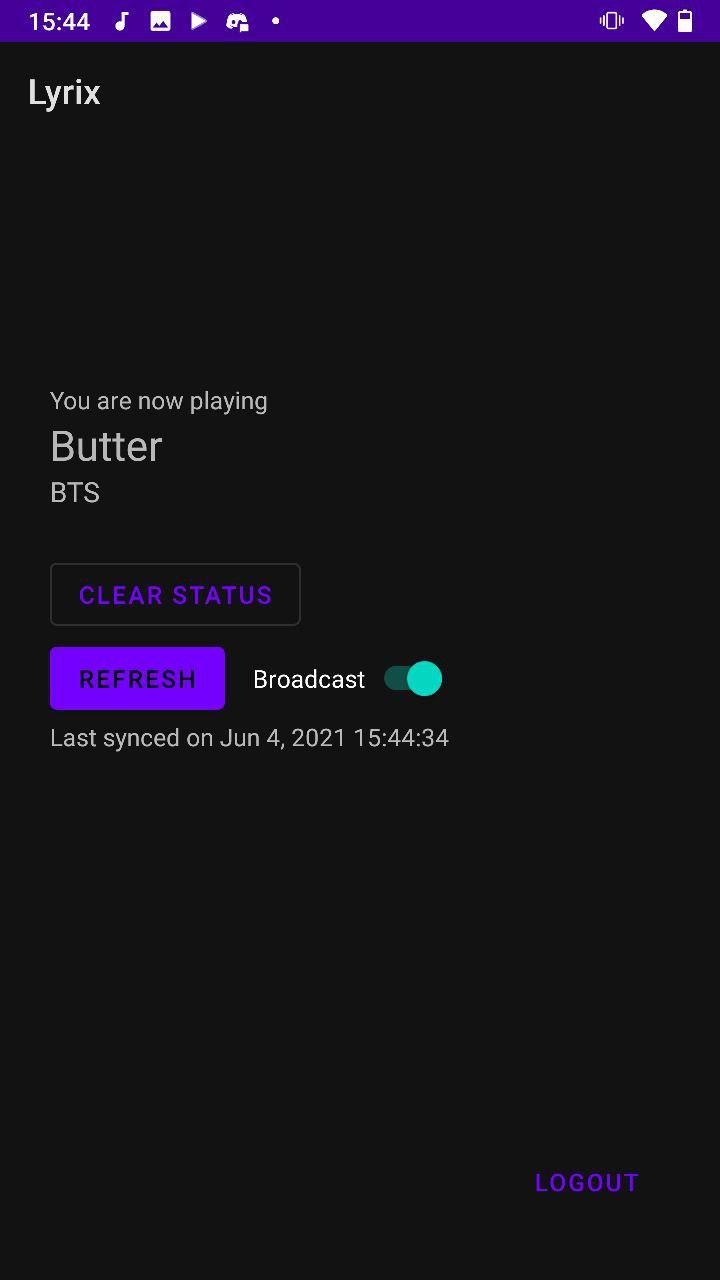 15:44
Lyrix
You are now playing
Butter
BTS
CLEAR STATUS
REFRESH Broadcast
Last synced on Jun 4, 2021 15:44:34
LOGOUT